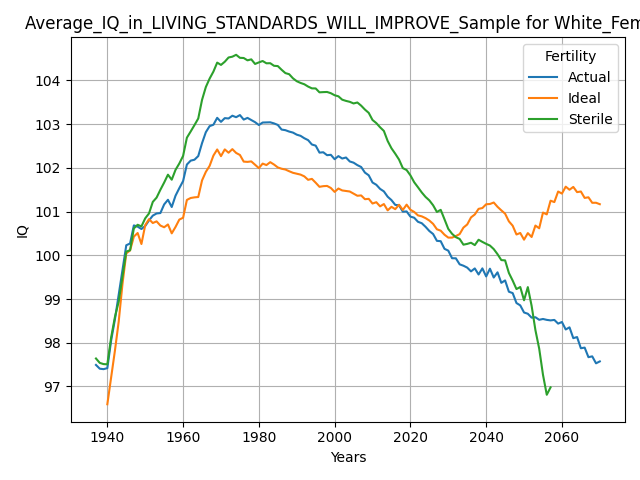 Average_IQ_in_LIVING_STANDARDS_WILL_IMPROVE_Sample for White_Fem
Fertility
Actual
Ideal
Sterile
104
103
102
101
100
99
98
97
IQ
1940
1960
1980
2000
2020
2040
2060
Years